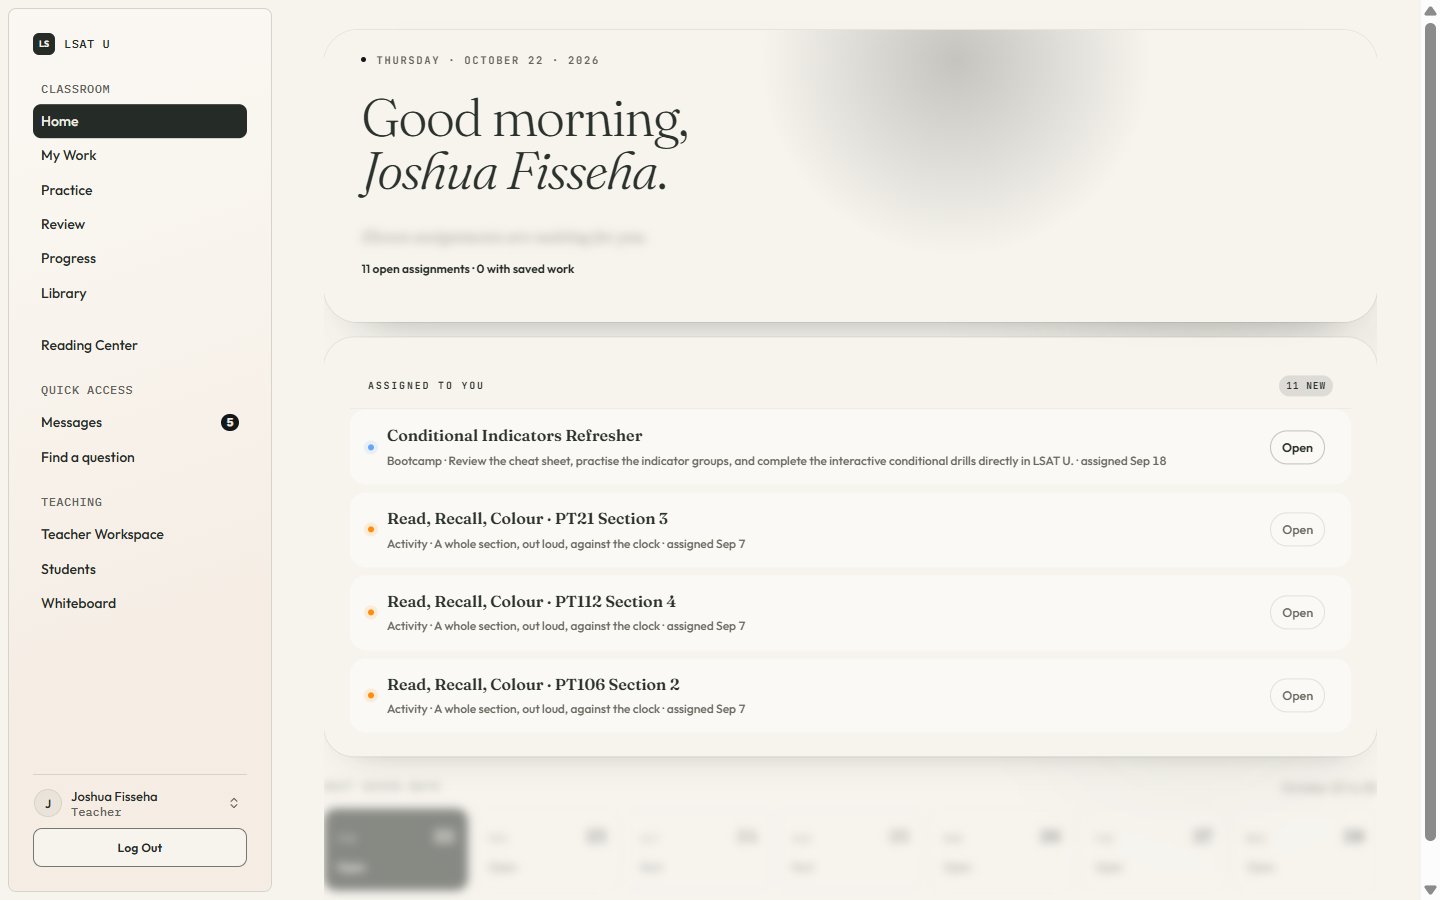 LS LSAT U
CLASSROOM
Home
My Work
Practice
Review
Progress
Library
Reading Center
QUICK ACCESS
Messages 5
Find a question
TEACHING
Teacher Workspace
Students
Whiteboard
J Joshua Fisseha
Teacher
Log Out
THURSDAY · OCTOBER 22 · 2026
Good morning,
Joshua Fisseha.
11 open assignments · 0 with saved work
ASSIGNED TO YOU 11 NEW
Conditional Indicators Refresher
Bootcamp · Review the cheat sheet, practise the indicator groups, and complete the interactive conditional drills directly in LSAT U. · assigned Sep 18
Open
Read, Recall, Colour · PT21 Section 3
Activity · A whole section, out loud, against the clock · assigned Sep 7
Open
Read, Recall, Colour · PT112 Section 4
Activity · A whole section, out loud, against the clock · assigned Sep 7
Open
Read, Recall, Colour · PT106 Section 2
Activity · A whole section, out loud, against the clock · assigned Sep 7
Open